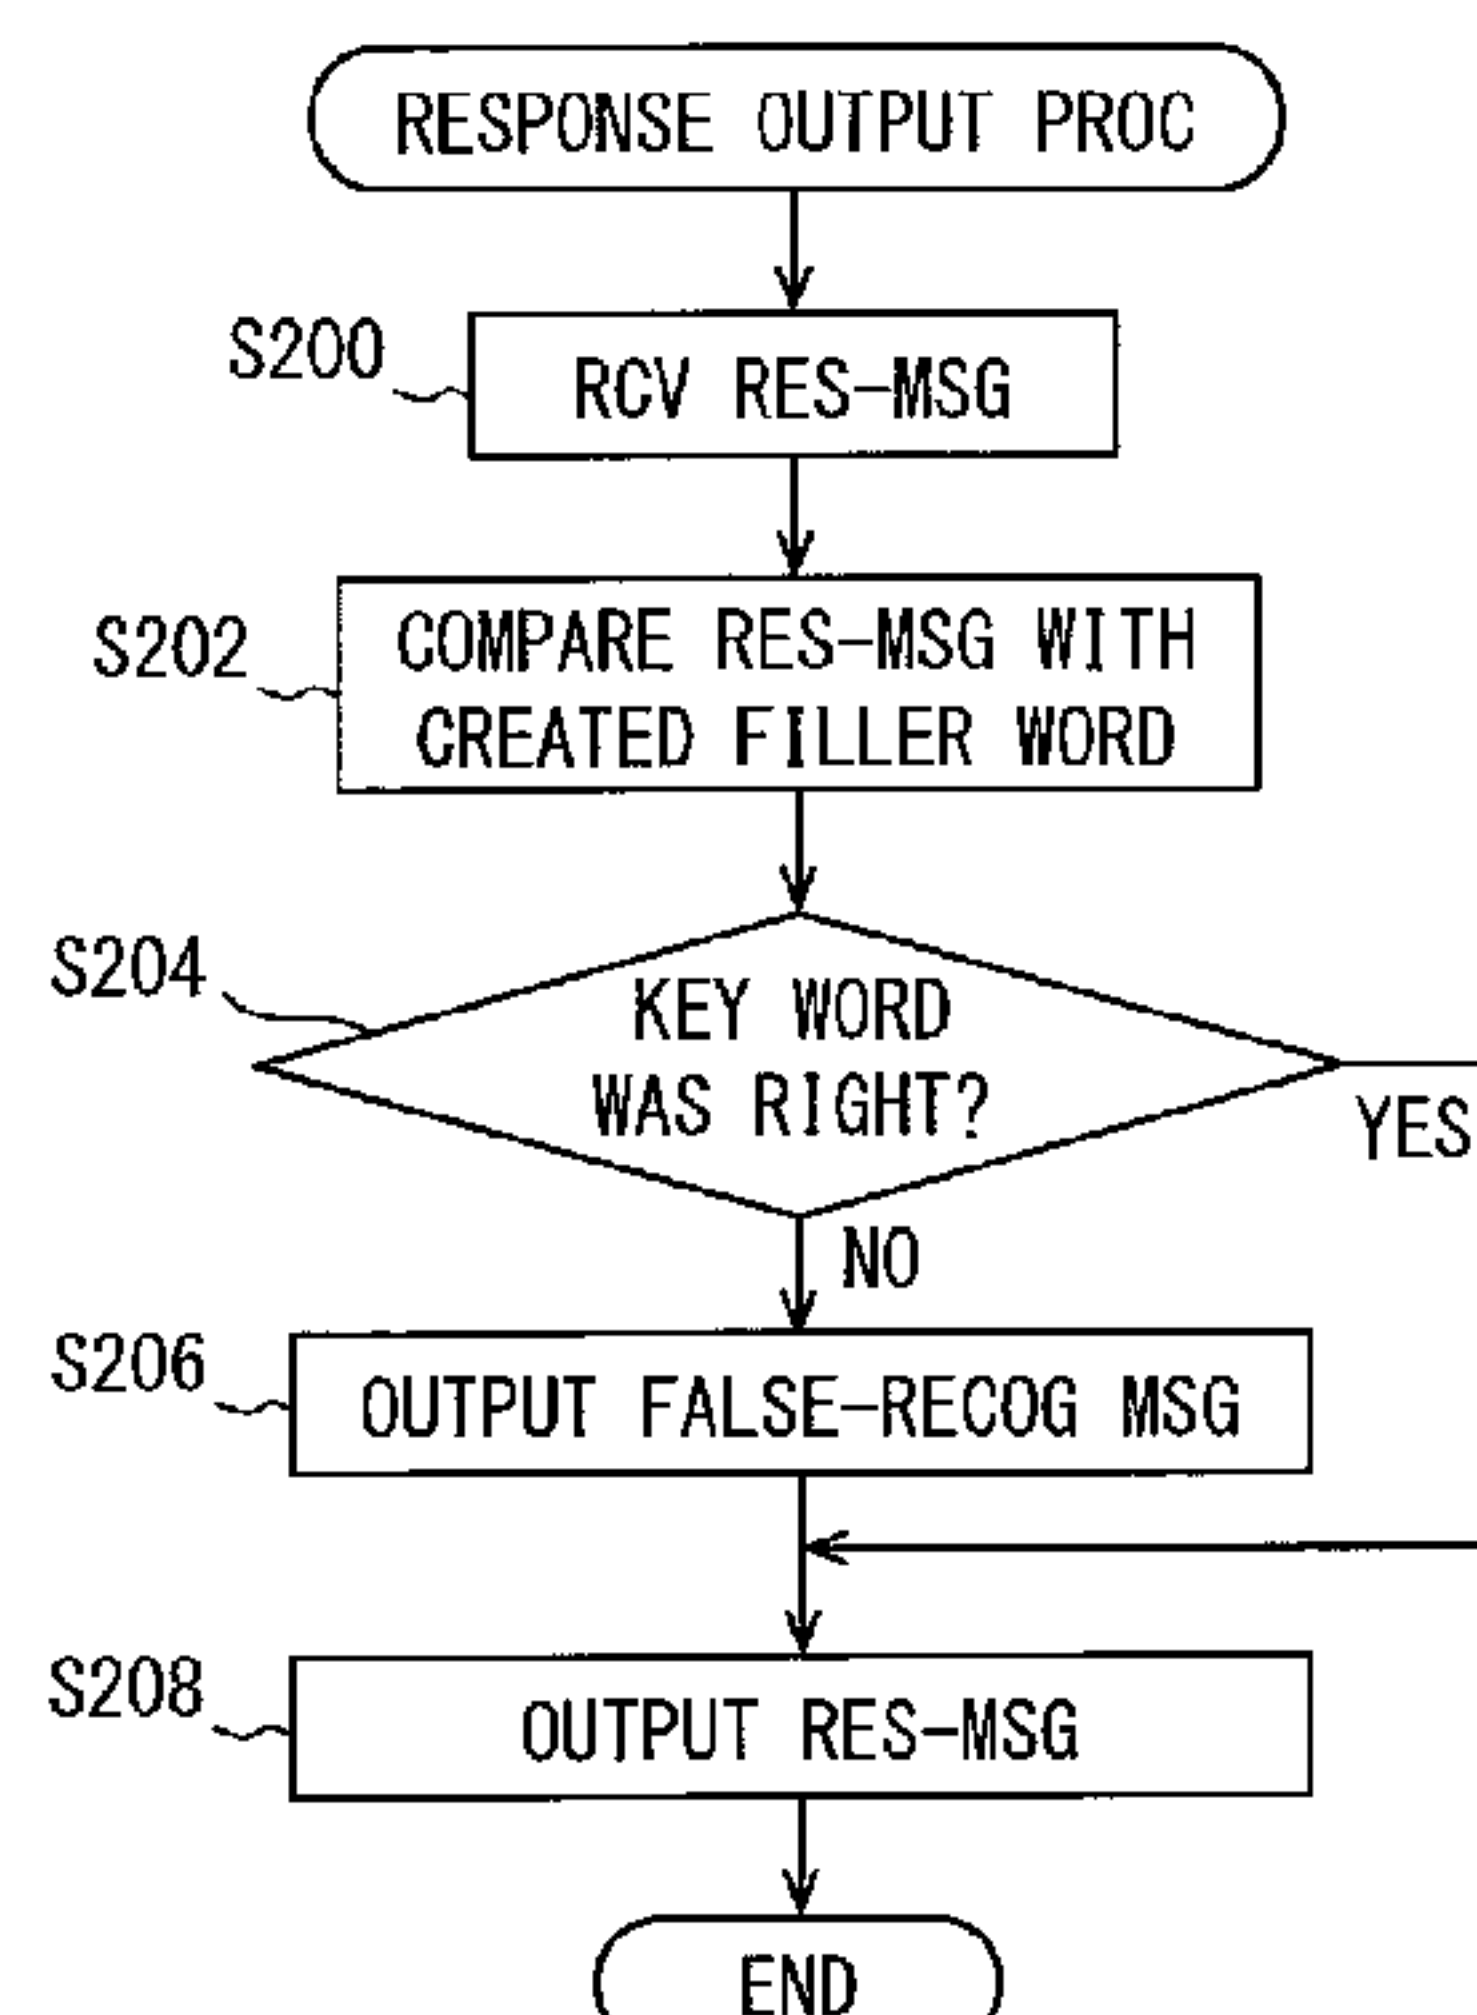 RESPONSE OUTPUT PROC
S200
RCV RES-MSG
S202
COMPARE RES-MSG WITH
CREATED FILLER WORD
S204
KEY WORD
WAS RIGHT?
YES
NO
S206
OUTPUT FALSE-RECOG MSG
S208
OUTPUT RES-MSG
END